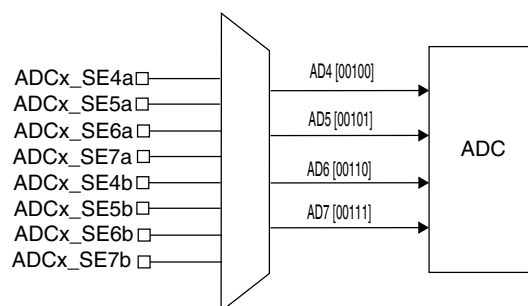 ADCx_SE4a
ADCx_SE5a
ADCx_SE6a
ADCx_SE7a
ADCx_SE4b
ADCx_SE5b
ADCx_SE6b
ADCx_SE7b
AD4 [00100]
AD5 [00101]
AD6 [00110]
AD7 [00111]
ADC